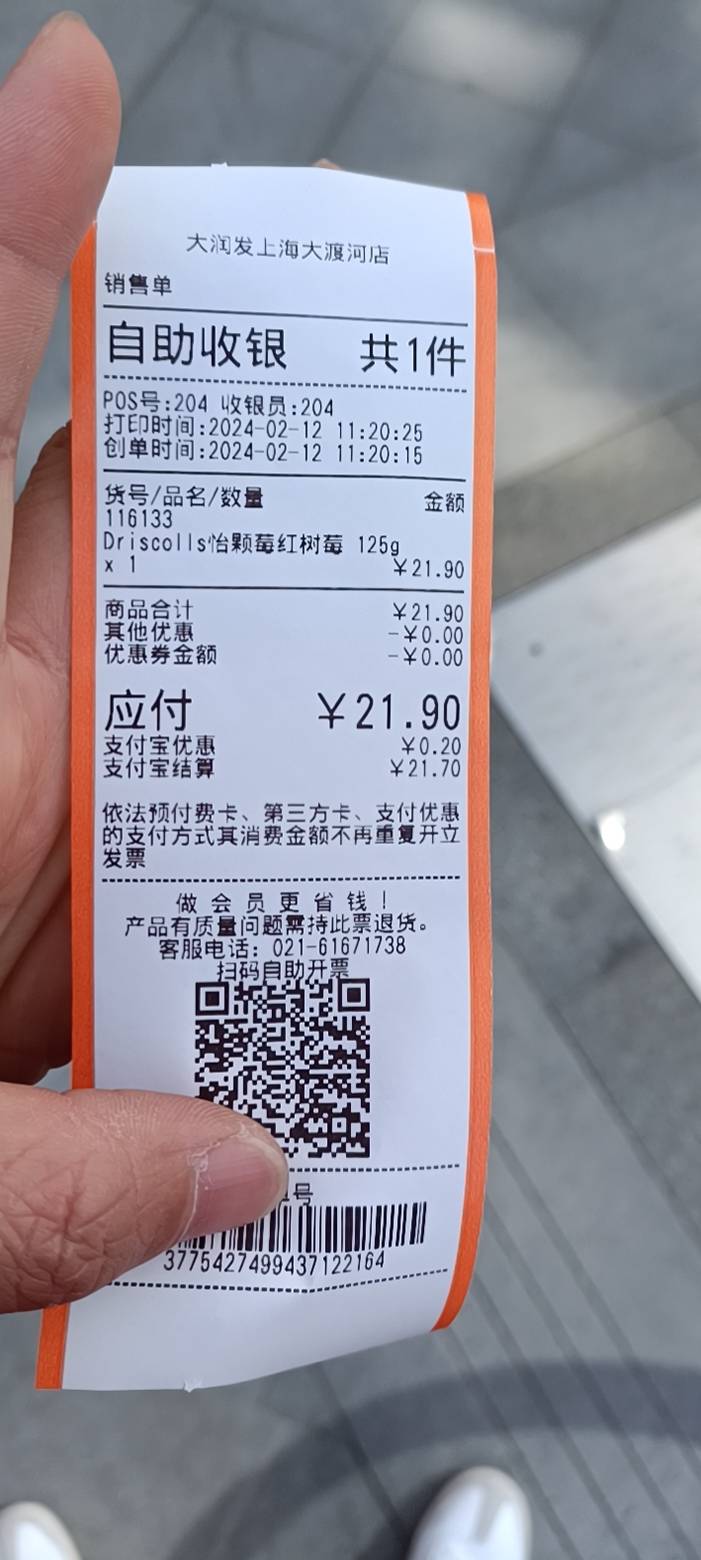 大润发上海大渡河店
销售单
自助收银 共1件
POS号:204 收银员:204
打印时间:2024-02-12 11:20:25
创单时间:2024-02-12 11:20:15
货号/品名/数量 金额
116133
Driscolls怡颗莓红树莓 125g
x 1 ¥21.90
商品合计 ¥21.90
其他优惠 -¥0.00
优惠券金额 -¥0.00
应付 ¥21.90
支付宝优惠 ¥0.20
支付宝结算 ¥21.70
依法预付费卡、第三方卡、支付优惠
的支付方式其消费金额不再重复开立
发票
做会员更省钱!
产品有质量问题需持此票退货。
客服电话: 021-61671738
扫码自助开票
号
3775427499437122164